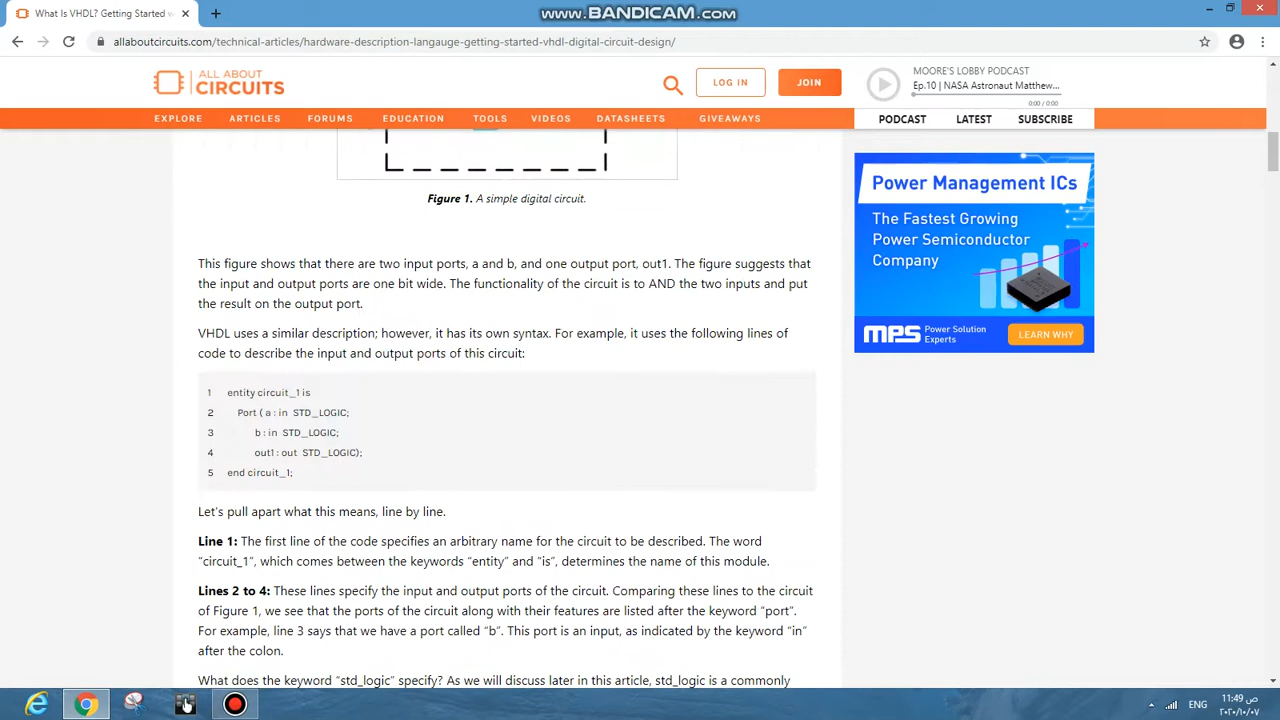 What Is VHDL? Getting Started w
www.BANDICAM.com
allaboutcircuits.com/technical-articles/hardware-description-langauge-getting-started-vhdl-digital-circuit-design/
ALL ABOUT
CIRCUITS
LOG IN
JOIN
MOORE'S LOBBY PODCAST
Ep.10 | NASA Astronaut Matthew...
0:00 / 0:00
EXPLORE ARTICLES FORUMS EDUCATION TOOLS VIDEOS DATASHEETS GIVEAWAYS
PODCAST LATEST SUBSCRIBE
Figure 1. A simple digital circuit.
This figure shows that there are two input ports, a and b, and one output port, out1. The figure suggests that
the input and output ports are one bit wide. The functionality of the circuit is to AND the two inputs and put
the result on the output port.
VHDL uses a similar description; however, it has its own syntax. For example, it uses the following lines of
code to describe the input and output ports of this circuit:
1 entity circuit_1 is
2 Port ( a : in STD_LOGIC;
3 b : in STD_LOGIC;
4 out1 : out STD_LOGIC);
5 end circuit_1;
Let's pull apart what this means, line by line.
Line 1: The first line of the code specifies an arbitrary name for the circuit to be described. The word
“circuit_1”, which comes between the keywords “entity” and “is”, determines the name of this module.
Lines 2 to 4: These lines specify the input and output ports of the circuit. Comparing these lines to the circuit
of Figure 1, we see that the ports of the circuit along with their features are listed after the keyword “port”.
For example, line 3 says that we have a port called “b”. This port is an input, as indicated by the keyword “in”
after the colon.
What does the keyword “std_logic” specify? As we will discuss later in this article, std_logic is a commonly
Power Management ICs
The Fastest Growing
Power Semiconductor
Company
MPS Power Solution
Experts
LEARN WHY
ENG
11:49 ص
٢٠٢٠/١٠/٠٧